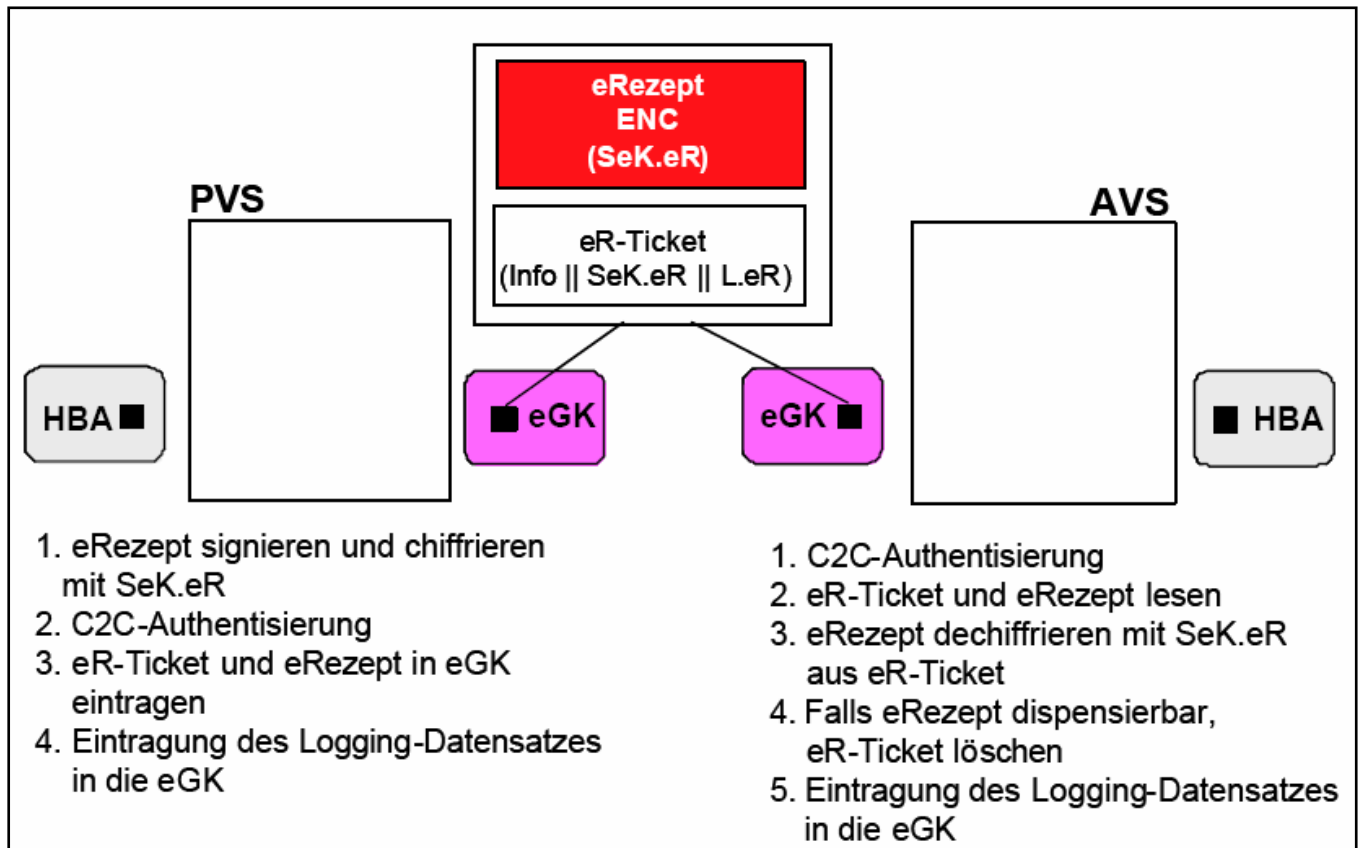 eRezept
ENC
(SeK.eR)
eR-Ticket
(Info || SeK.eR || L.eR)
PVS
AVS
HBA
eGK
eGK
HBA
1. eRezept signieren und chiffrieren
mit SeK.eR
2. C2C-Authentisierung
3. eR-Ticket und eRezept in eGK
eintragen
4. Eintragung des Logging-Datensatzes
in die eGK
1. C2C-Authentisierung
2. eR-Ticket und eRezept lesen
3. eRezept dechiffrieren mit SeK.eR
aus eR-Ticket
4. Falls eRezept dispensierbar,
eR-Ticket löschen
5. Eintragung des Logging-Datensatzes
in die eGK